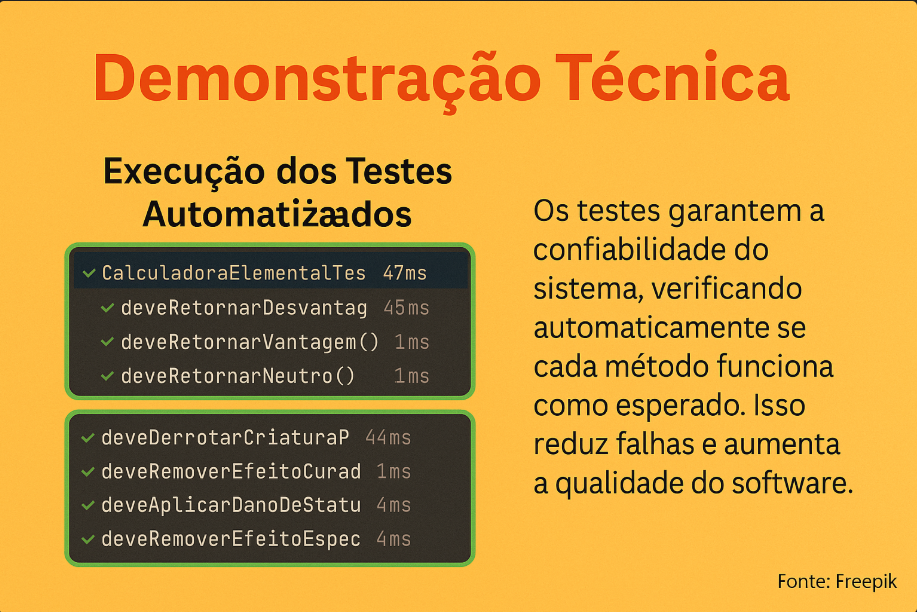 Demonstração Técnica
Execução dos Testes
Automatizaados
CalculadoraElementalTes 47ms
deveRetornarDesvantag 45ms
deveRetornarVantagem() 1ms
deveRetornarNeutro() 1ms
deveDerrotarCriaturaP 44ms
deveRemoverEfeitoCurad 1ms
deveAplicarDanoDeStatu 4ms
deveRemoverEfeitoEspec 4ms
Os testes garantem a
confiabilidade do
sistema, verificando
automaticamente se
cada método funciona
como esperado. Isso
reduz falhas e aumenta
a qualidade do software.
Fonte: Freepik